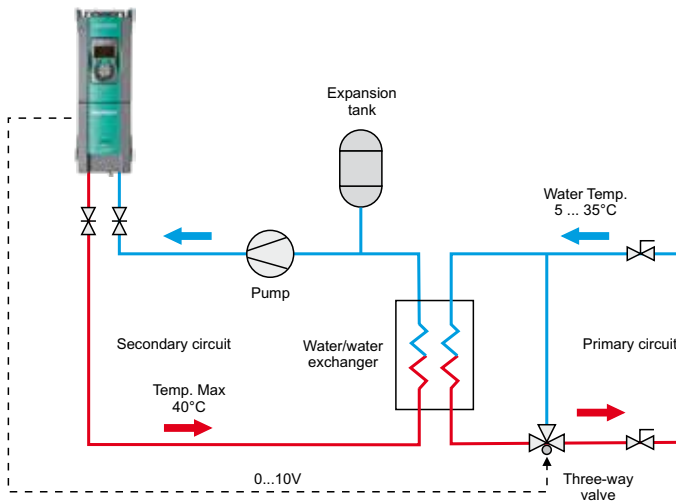 Expansion
tank
Water Temp.
5 ... 35°C
Pump
Secondary circuit
Water/water
exchanger
Primary circuit
Temp. Max
40°C
0...10V
Three-way
valve